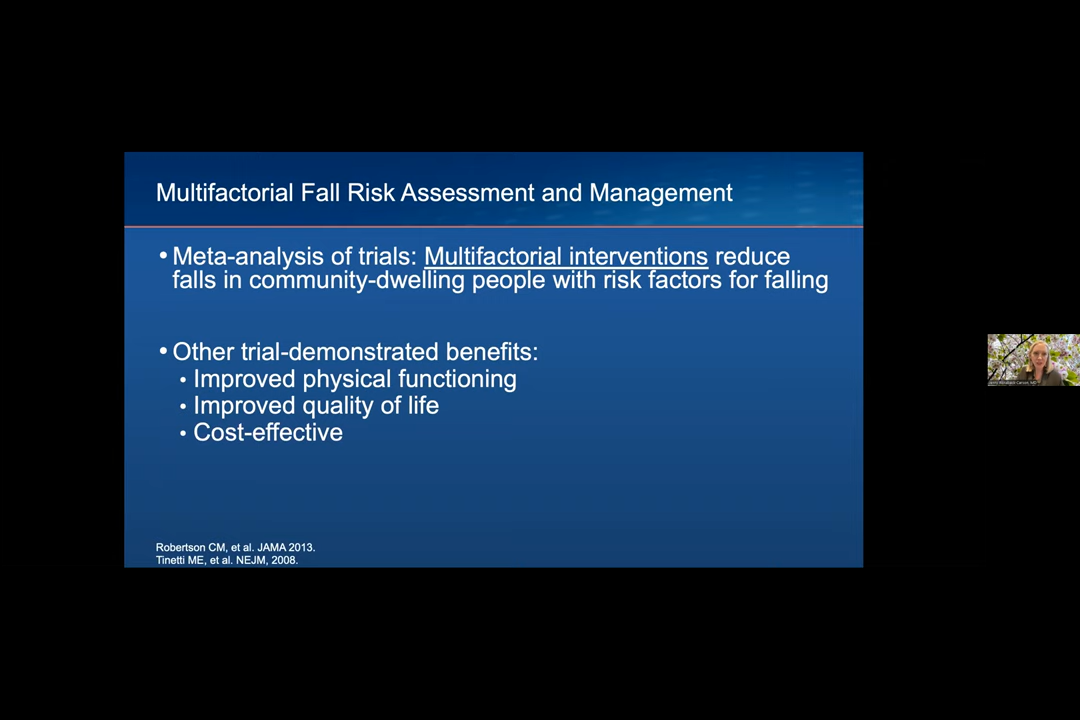 Multifactorial Fall Risk Assessment and Management
• Meta-analysis of trials: Multifactorial interventions reduce
falls in community-dwelling people with risk factors for falling
• Other trial-demonstrated benefits:
• Improved physical functioning
• Improved quality of life
• Cost-effective
Robertson CM, et al. JAMA 2013.
Tinetti ME, et al. NEJM, 2008.